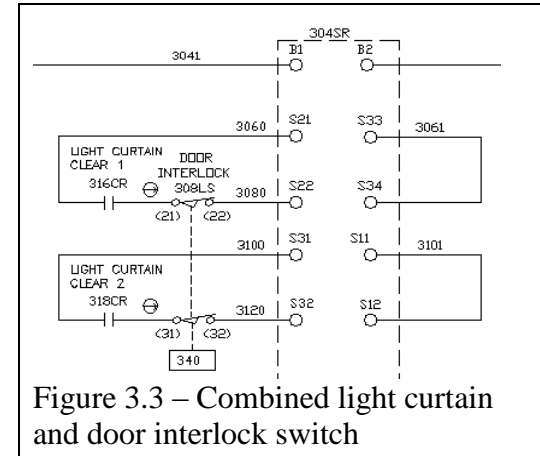 304SR
3041 B1 B2
3060 S21 S33 3061
LIGHT CURTAIN
CLEAR 1
DOOR
INTERLOCK
316CR 308LS 3080 S22 S34
(21) (22)
3100 S31 S11 3101
LIGHT CURTAIN
CLEAR 2
318CR 3120 S32 S12
(31) (32)
340
Figure 3.3 – Combined light curtain
and door interlock switch